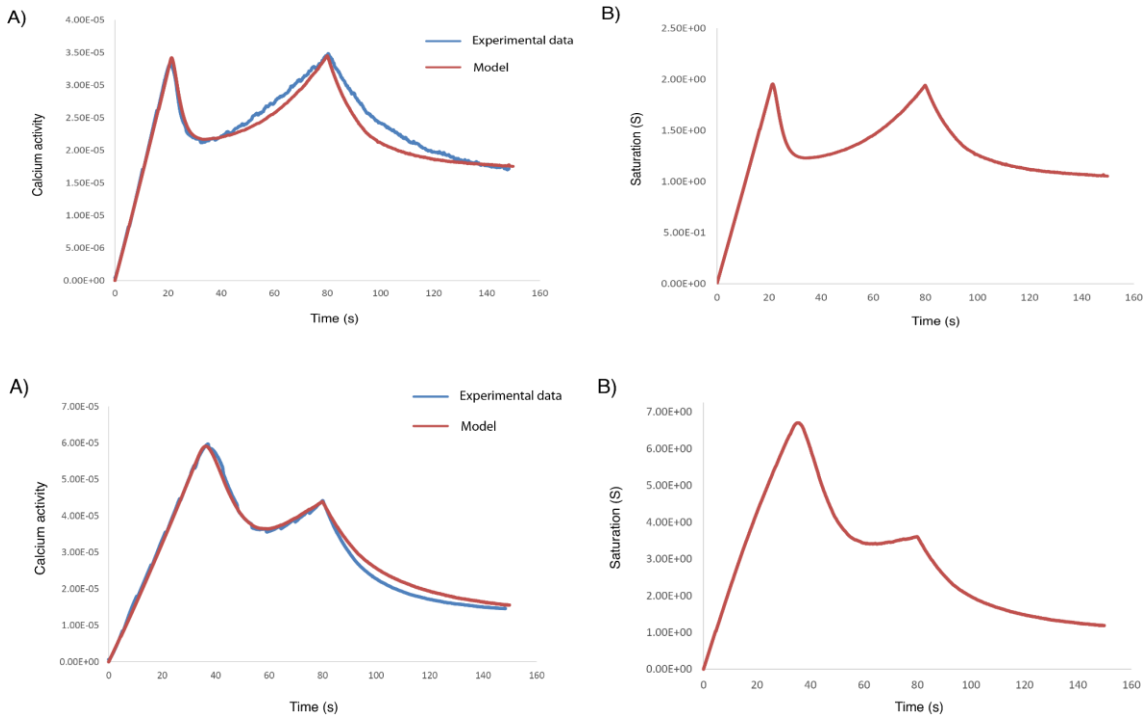 A)
4.00E-05
3.50E-05
3.00E-05
2.50E-05
2.00E-05
1.50E-05
1.00E-05
5.00E-06
0.00E+00
Calcium activity
Experimental data
Model
0 20 40 60 80 100 120 140 160
Time (s)
B)
2.50E+00
2.00E+00
1.50E+00
1.00E+00
5.00E-01
0.00E+00
Saturation (S)
0 20 40 60 80 100 120 140 160
Time (s)
A)
7.00E-05
6.00E-05
5.00E-05
4.00E-05
3.00E-05
2.00E-05
1.00E-05
0.00E+00
Calcium activity
Experimental data
Model
0 20 40 60 80 100 120 140 160
Time (s)
B)
7.00E+00
6.00E+00
5.00E+00
4.00E+00
3.00E+00
2.00E+00
1.00E+00
0.00E+00
Saturation (S)
0 20 40 60 80 100 120 140 160
Time (s)